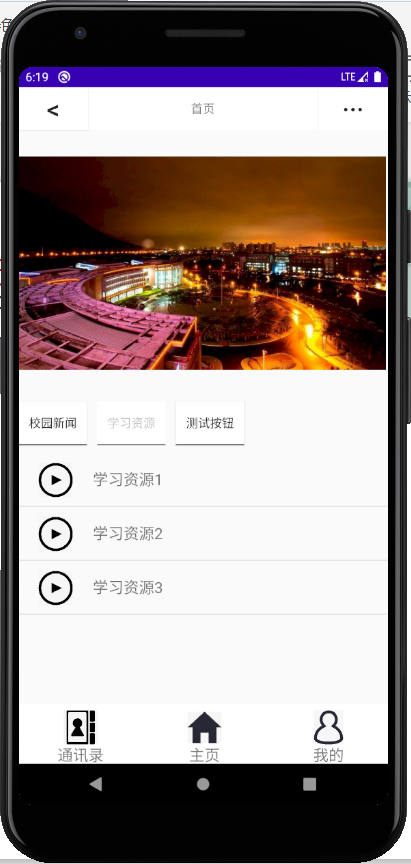 6:19 LTE
< 首页 ...
校园新闻 学习资源 测试按钮
学习资源1
学习资源2
学习资源3
通讯录 主页 我的